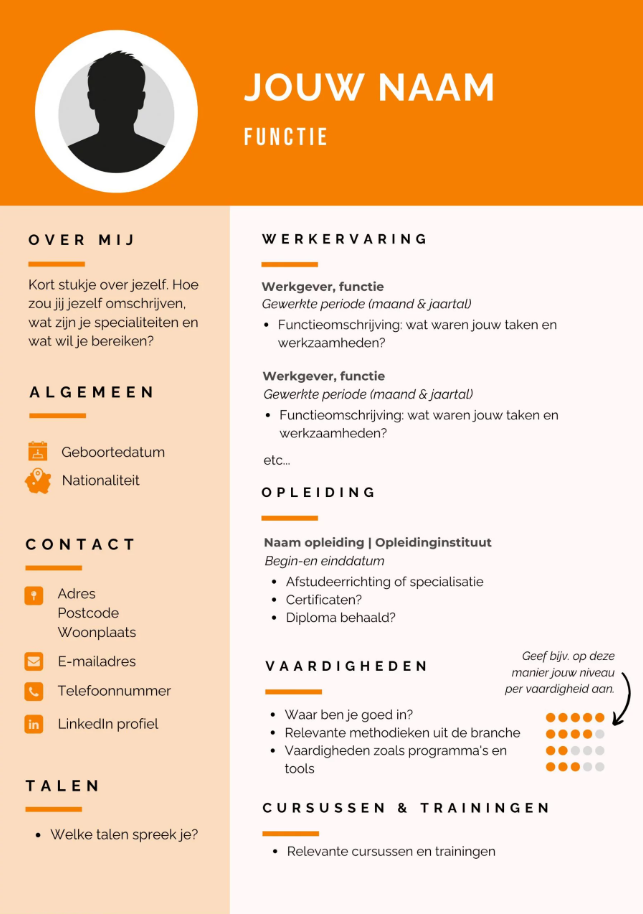 JOUW NAAM
FUNCTIE
OVER MIJ
Kort stukje over jezelf. Hoe
zou jij jezelf omschrijven,
wat zijn je specialiteiten en
wat wil je bereiken?
ALGEMEEN
Geboortedatum
Nationaliteit
CONTACT
Adres
Postcode
Woonplaats
E-mailadres
Telefoonnummer
in
LinkedIn profiel
TALEN
• Welke talen spreek je?
WERKERVARING
Werkgever, functie
Gewerkte periode (maand & jaartal)
• Functieomschrijving: wat waren jouw taken en
werkzaamheden?
Werkgever, functie
Gewerkte periode (maand & jaartal)
• Functieomschrijving: wat waren jouw taken en
werkzaamheden?
etc...
OPLEIDING
Naam opleiding | Opleidinginstituut
Begin-en einddatum
• Afstudeerrichting of specialisatie
• Certificaten?
• Diploma behaald?
VAARDIGHEDEN
Geef bijv. op deze
manier jouw niveau
per vaardigheid aan.
• Waar ben je goed in?
• Relevante methodieken uit de branche
• Vaardigheden zoals programma's en
tools
CURSUSSEN & TRAININGEN
• Relevante cursussen en trainingen